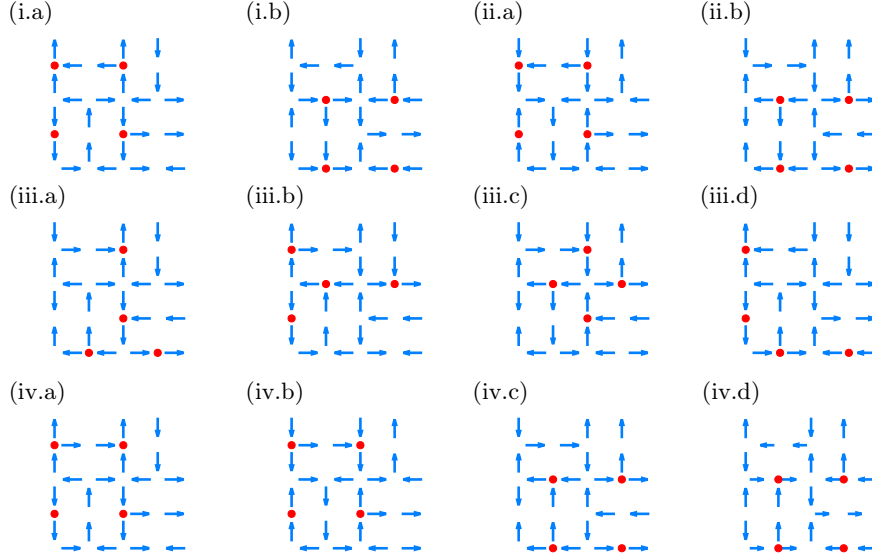 (i.a) (i.b) (ii.a) (ii.b)
(iii.a) (iii.b) (iii.c) (iii.d)
(iv.a) (iv.b) (iv.c) (iv.d)